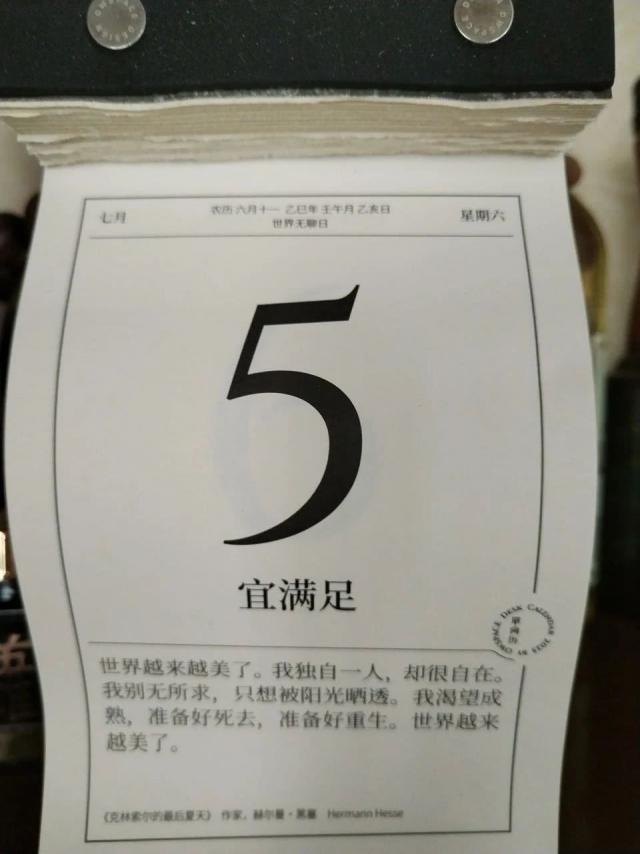 七月
农历 六月十一 乙巳年 壬午月 乙亥日
星期六
世界无聊日
5
宜满足
單向历
世界越来越美了。我独自一人，却很自在。
我别无所求，只想被阳光晒透。我渴望成
熟，准备好死去，准备好重生。世界越来
越美了。
《克林索尔的最后夏天》 作家，赫尔曼·黑塞 Hermann Hesse